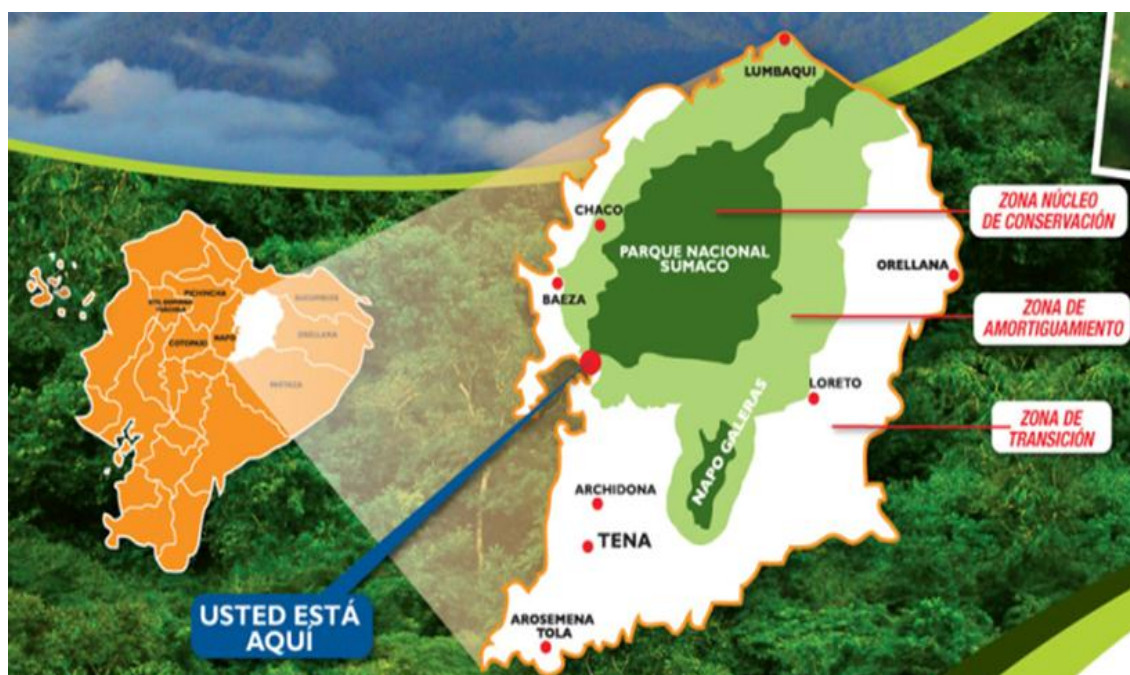 LUMBAQUI
CHACO
PARQUE NACIONAL
SUMACO
BAEZA
ORELLANA
LORETO
NAPO GALERAS
ARCHIDONA
TENA
AROSEMENA
TOLA
ZONA NÚCLEO
DE CONSERVACIÓN
ZONA DE
AMORTIGUAMIENTO
ZONA DE
TRANSICIÓN
PICHINCHA
COTOPAXI
NAPO
SUCUMBIOS
ORELLANA
PASTAZA
USTED ESTÁ
AQUÍ